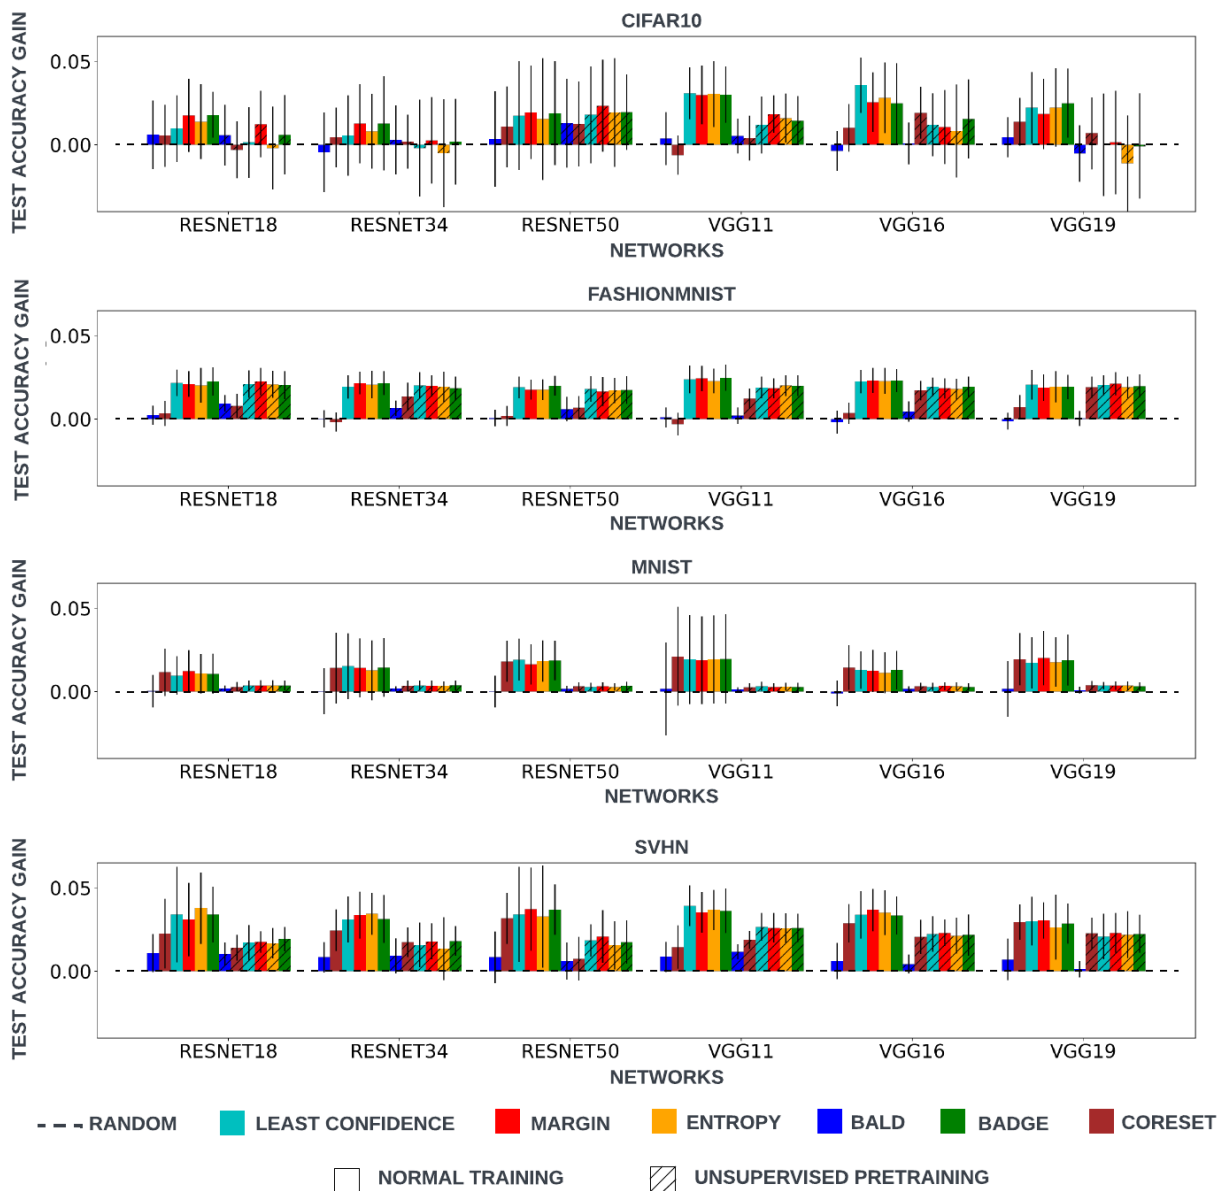 CIFAR10
TEST ACCURACY GAIN
0.05
0.00
RESNET18 RESNET34 RESNET50 VGG11 VGG16 VGG19
NETWORKS
FASHIONMNIST
TEST ACCURACY GAIN
0.05
0.00
RESNET18 RESNET34 RESNET50 VGG11 VGG16 VGG19
NETWORKS
MNIST
TEST ACCURACY GAIN
0.05
0.00
RESNET18 RESNET34 RESNET50 VGG11 VGG16 VGG19
NETWORKS
SVHN
TEST ACCURACY GAIN
0.05
0.00
RESNET18 RESNET34 RESNET50 VGG11 VGG16 VGG19
NETWORKS
RANDOM LEAST CONFIDENCE MARGIN ENTROPY BALD BADGE CORESET
NORMAL TRAINING UNSUPERVISED PRETRAINING